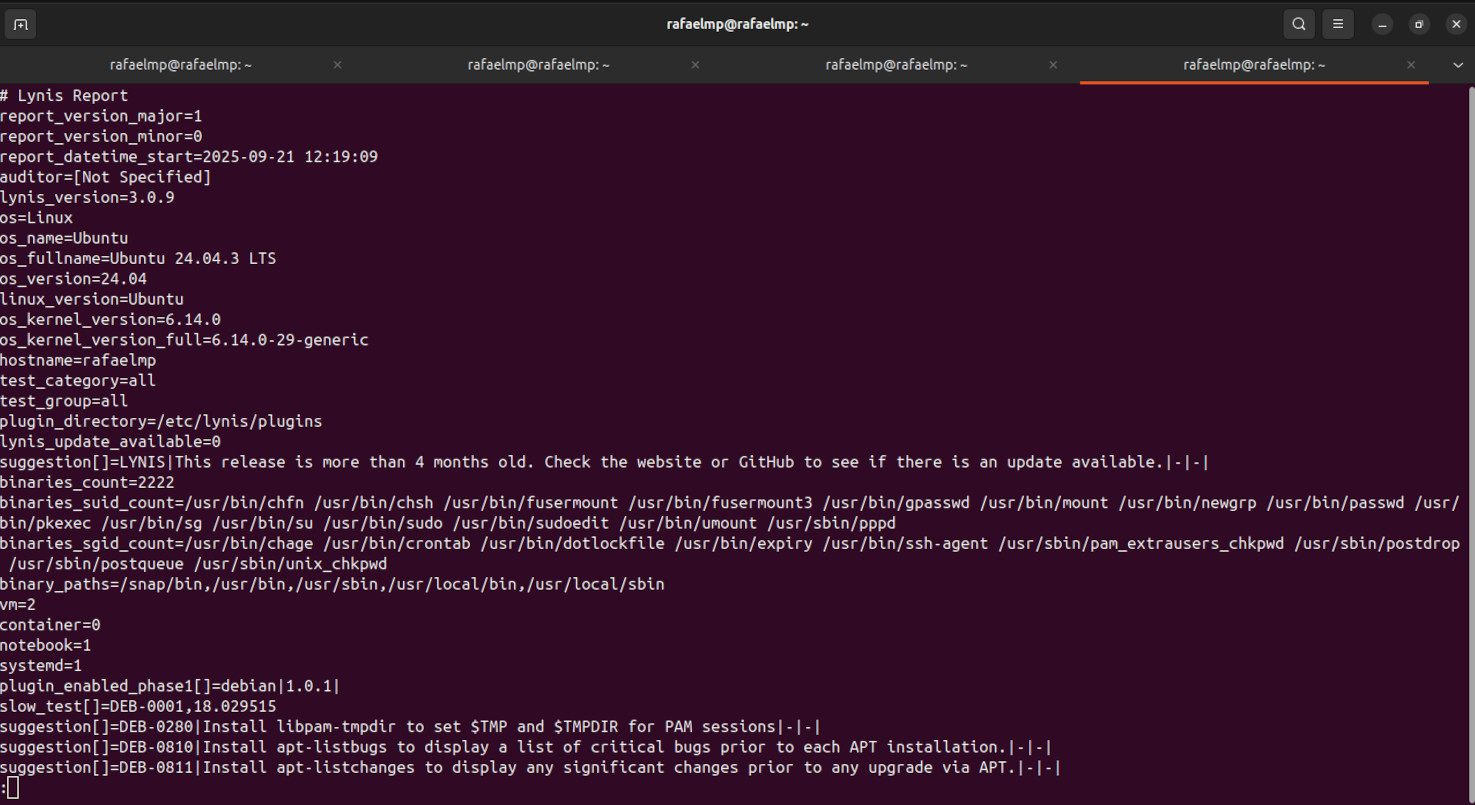 rafaelmp@rafaelmp: ~
rafaelmp@rafaelmp: ~
rafaelmp@rafaelmp: ~
rafaelmp@rafaelmp: ~
rafaelmp@rafaelmp: ~
# Lynis Report
report_version_major=1
report_version_minor=0
report_datetime_start=2025-09-21 12:19:09
auditor=[Not Specified]
lynis_version=3.0.9
os=Linux
os_name=Ubuntu
os_fullname=Ubuntu 24.04.3 LTS
os_version=24.04
linux_version=Ubuntu
os_kernel_version=6.14.0
os_kernel_version_full=6.14.0-29-generic
hostname=rafaelmp
test_category=all
test_group=all
plugin_directory=/etc/lynis/plugins
lynis_update_available=0
suggestion[]=LYNIS|This release is more than 4 months old. Check the website or GitHub to see if there is an update available.|-|-|
binaries_count=2222
binaries_suid_count=/usr/bin/chfn /usr/bin/chsh /usr/bin/fusermount /usr/bin/fusermount3 /usr/bin/gpasswd /usr/bin/mount /usr/bin/newgrp /usr/bin/passwd /usr/
bin/pkexec /usr/bin/sg /usr/bin/su /usr/bin/sudo /usr/bin/sudoedit /usr/bin/umount /usr/sbin/pppd
binaries_sgid_count=/usr/bin/chage /usr/bin/crontab /usr/bin/dotlockfile /usr/bin/expiry /usr/bin/ssh-agent /usr/sbin/pam_extrausers_chkpwd /usr/sbin/postdrop
/usr/sbin/postqueue /usr/sbin/unix_chkpwd
binary_paths=/snap/bin,/usr/bin,/usr/sbin,/usr/local/bin,/usr/local/sbin
vm=2
container=0
notebook=1
systemd=1
plugin_enabled_phase1[]=debian|1.0.1|
slow_test[]=DEB-0001,18.029515
suggestion[]=DEB-0280|Install libpam-tmpdir to set $TMP and $TMPDIR for PAM sessions|-|-|
suggestion[]=DEB-0810|Install apt-listbugs to display a list of critical bugs prior to each APT installation.|-|-|
suggestion[]=DEB-0811|Install apt-listchanges to display any significant changes prior to any upgrade via APT.|-|-|
: